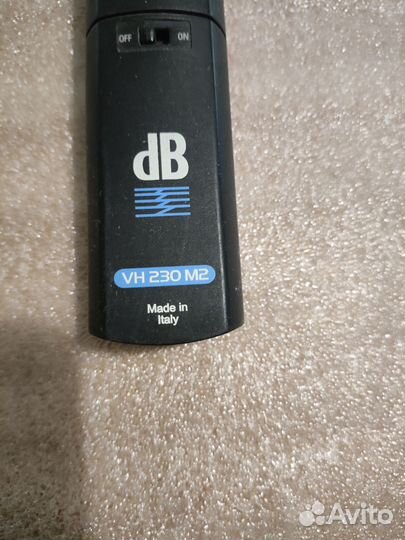 OFF ON
dB
VH 230 M2
Made in
Italy
Avito